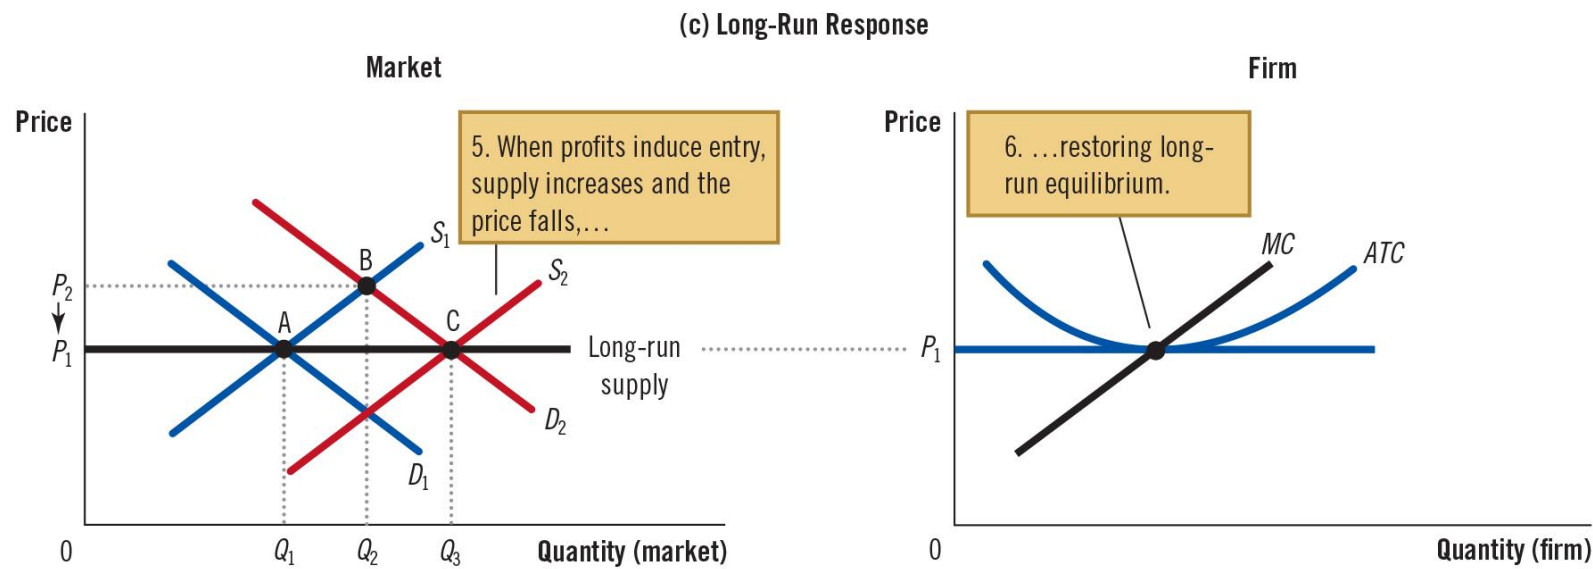 (c) Long-Run Response
Market
Firm
Price
5. When profits induce entry,
supply increases and the
price falls,…
S1
B
S2
P2
A
C
P1
Long-run
supply
D2
D1
0
Q1
Q2
Q3
Quantity (market)
Price
6. …restoring long-
run equilibrium.
MC
ATC
P1
0
Quantity (firm)